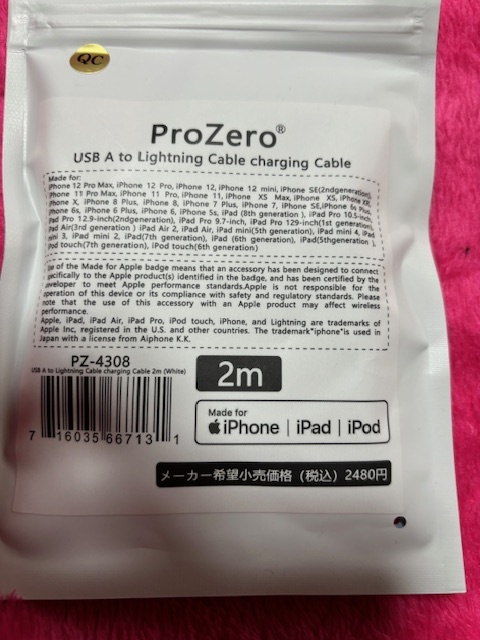 QC
ProZero®
USB A to Lightning Cable charging Cable
Made for:
iPhone 12 Pro Max, iPhone 12 Pro, iPhone 12, iPhone 12 mini, iPhone SE(2ndgeneration),
iPhone 11 Pro Max, iPhone 11 Pro, iPhone 11, iPhone XS Max, iPhone XS, iPhone XR,
iPhone X, iPhone 8 Plus, iPhone 8, iPhone 7 Plus, iPhone 7, iPhone SE, iPhone 6s Plus,
iPhone 6s, iPhone 6 Plus, iPhone 6, iPhone 5s, iPad (8th generation ), iPad Pro 10.5-inch,
iPad Pro 12.9-inch(2ndgeneration), iPad Pro 9.7-inch, iPad Pro 129-inch(1st generation),
iPad Air(3rd generation ) iPad Air 2, iPad Air, iPad mini(5th generation), iPad mini 4, iPad
mini 3, iPad mini 2, iPad(7th generation), iPad (6th generation), iPad(5thgeneration ),
ipod touch(7th generation), iPod touch(6th generation)
Use of the Made for Apple badge means that an accessory has been designed to connect
specifically to the Apple product(s) identified in the badge, and has been certified by the
developer to meet Apple performance standards.Apple is not responsible for the
operation of this device or its compliance with safety and regulatory standards. Please
note that the use of this accessory with an Apple product may affect wireless
performance.
Apple, iPad, iPad Air, iPad Pro, iPod touch, iPhone, and Lightning are trademarks of
Apple Inc, registered in the U.S. and other countries. The trademark"iphone"is used in
Japan with a license from Aiphone K.K.
PZ-4308
USB A to Lightning Cable charging Cable 2m (White)
7 16035 66713 1
2m
Made for
iPhone | iPad | iPod
メーカー希望小売価格（税込）2480円